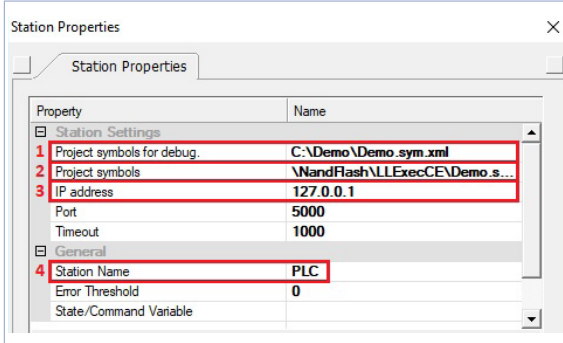 Station Properties
Station Properties
Property Name
Station Settings
1 Project symbols for debug. C:\Demo\Demo.sym.xml
2 Project symbols \NandFlash\LLExecCE\Demo.s...
3 IP address 127.0.0.1
Port 5000
Timeout 1000
General
4 Station Name PLC
Error Threshold 0
State/Command Variable